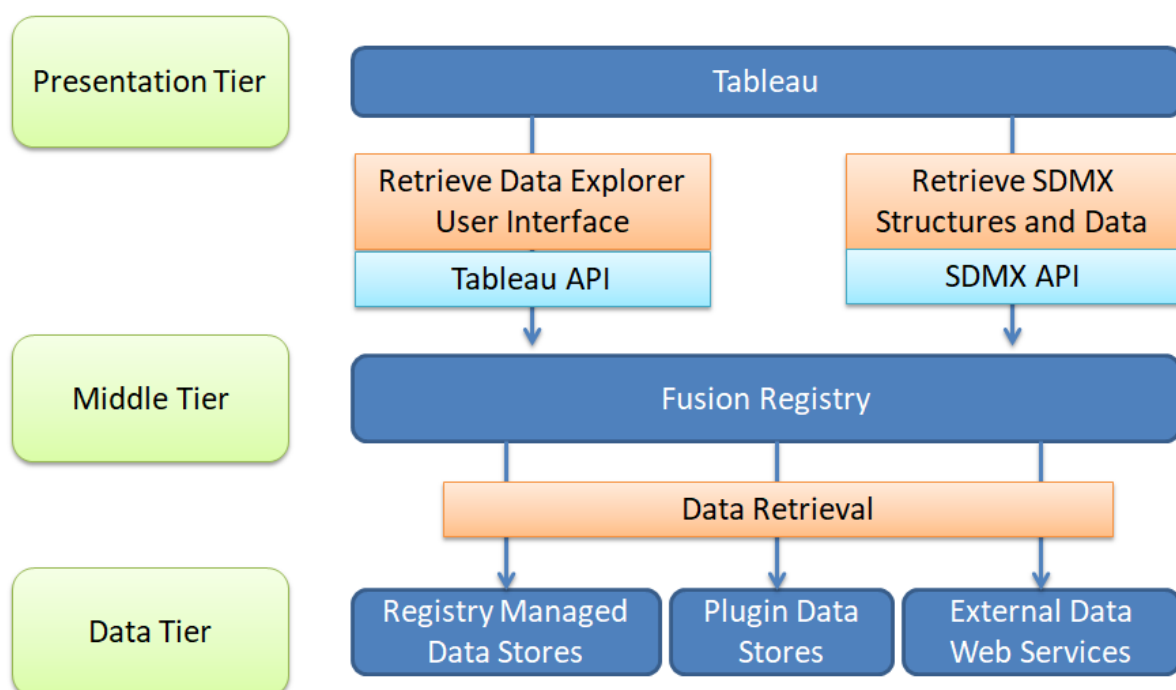 Presentation Tier
Tableau
Retrieve Data Explorer
User Interface
Tableau API
Retrieve SDMX
Structures and Data
SDMX API
Middle Tier
Fusion Registry
Data Retrieval
Data Tier
Registry Managed
Data Stores
Plugin Data
Stores
External Data
Web Services